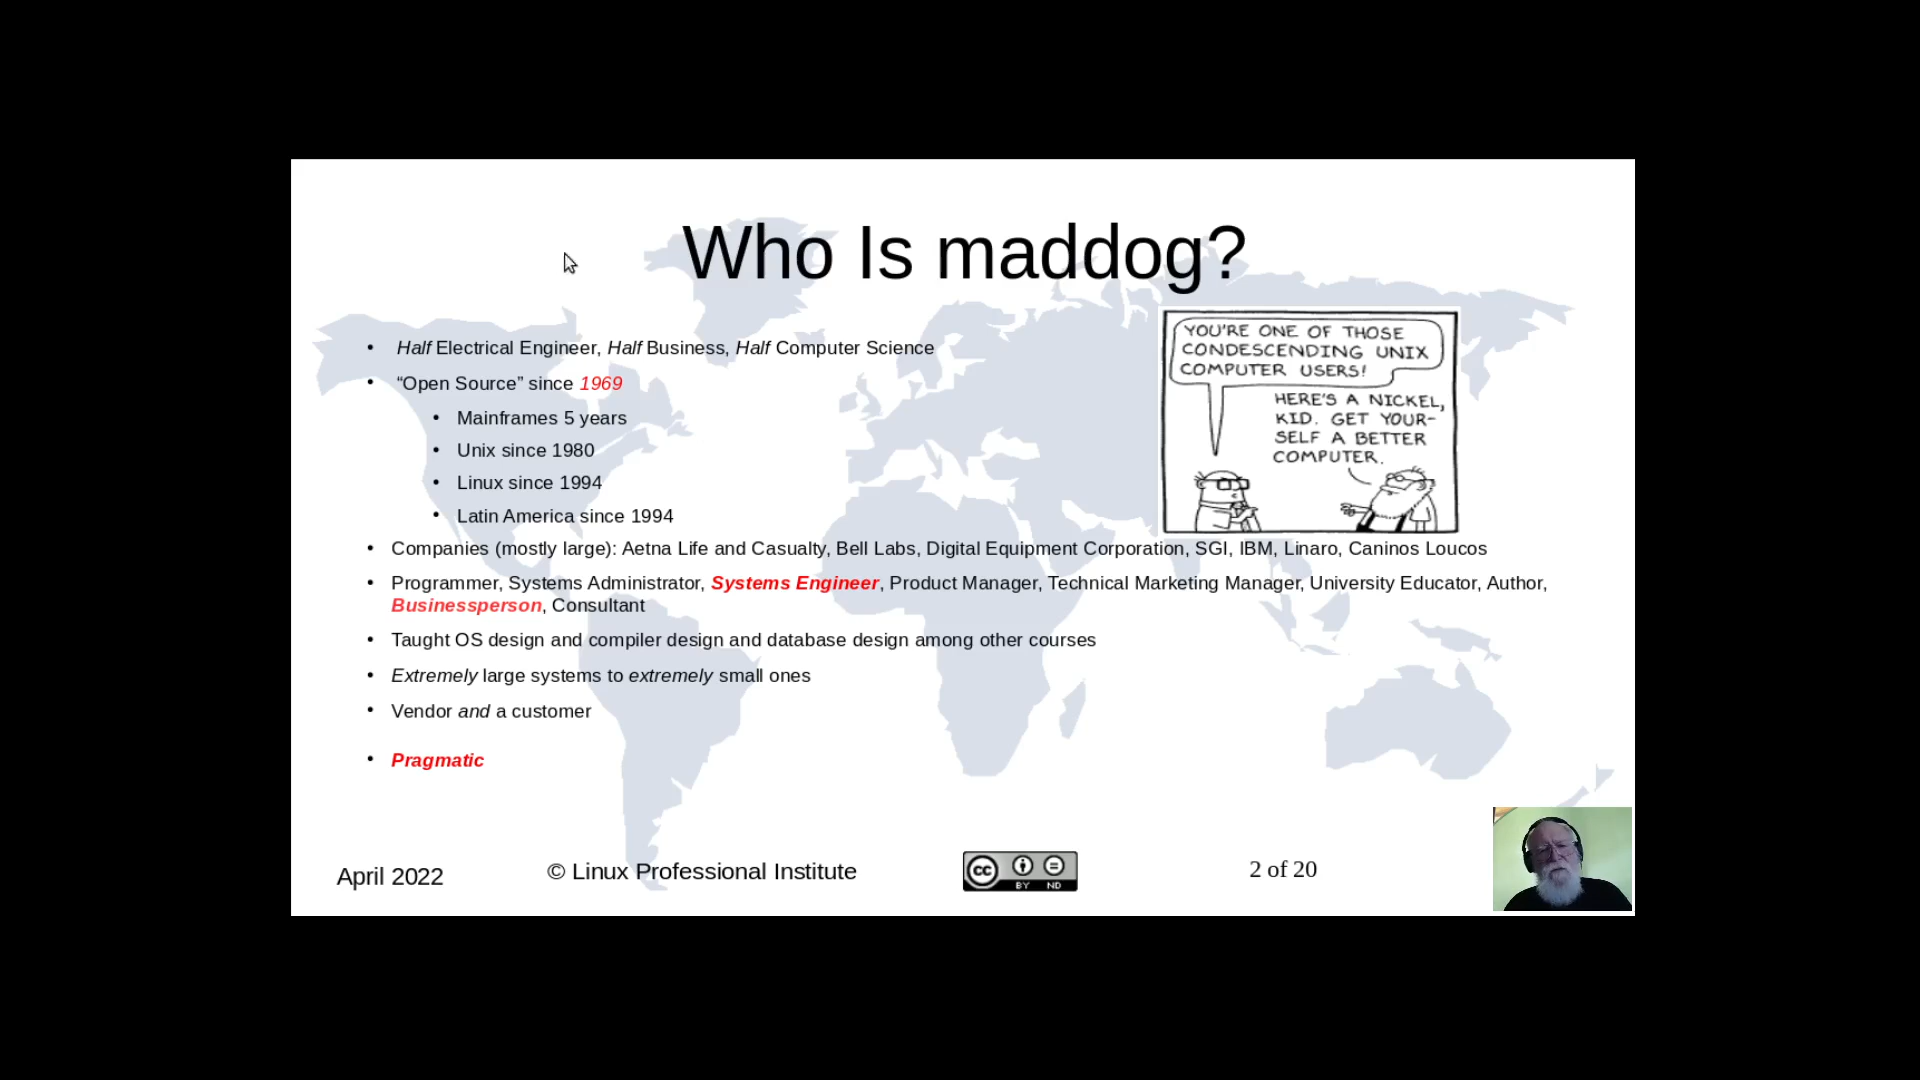 Who Is maddog?
• Half Electrical Engineer, Half Business, Half Computer Science
• “Open Source” since 1969
• Mainframes 5 years
• Unix since 1980
• Linux since 1994
• Latin America since 1994
YOU'RE ONE OF THOSE
CONDESCENDING UNIX
COMPUTER USERS!
HERE'S A NICKEL,
KID. GET YOUR-
SELF A BETTER
COMPUTER.
• Companies (mostly large): Aetna Life and Casualty, Bell Labs, Digital Equipment Corporation, SGI, IBM, Linaro, Caninos Loucos
• Programmer, Systems Administrator, Systems Engineer, Product Manager, Technical Marketing Manager, University Educator, Author,
Businessperson, Consultant
• Taught OS design and compiler design and database design among other courses
• Extremely large systems to extremely small ones
• Vendor and a customer
• Pragmatic
April 2022
© Linux Professional Institute
cc BY ND
2 of 20